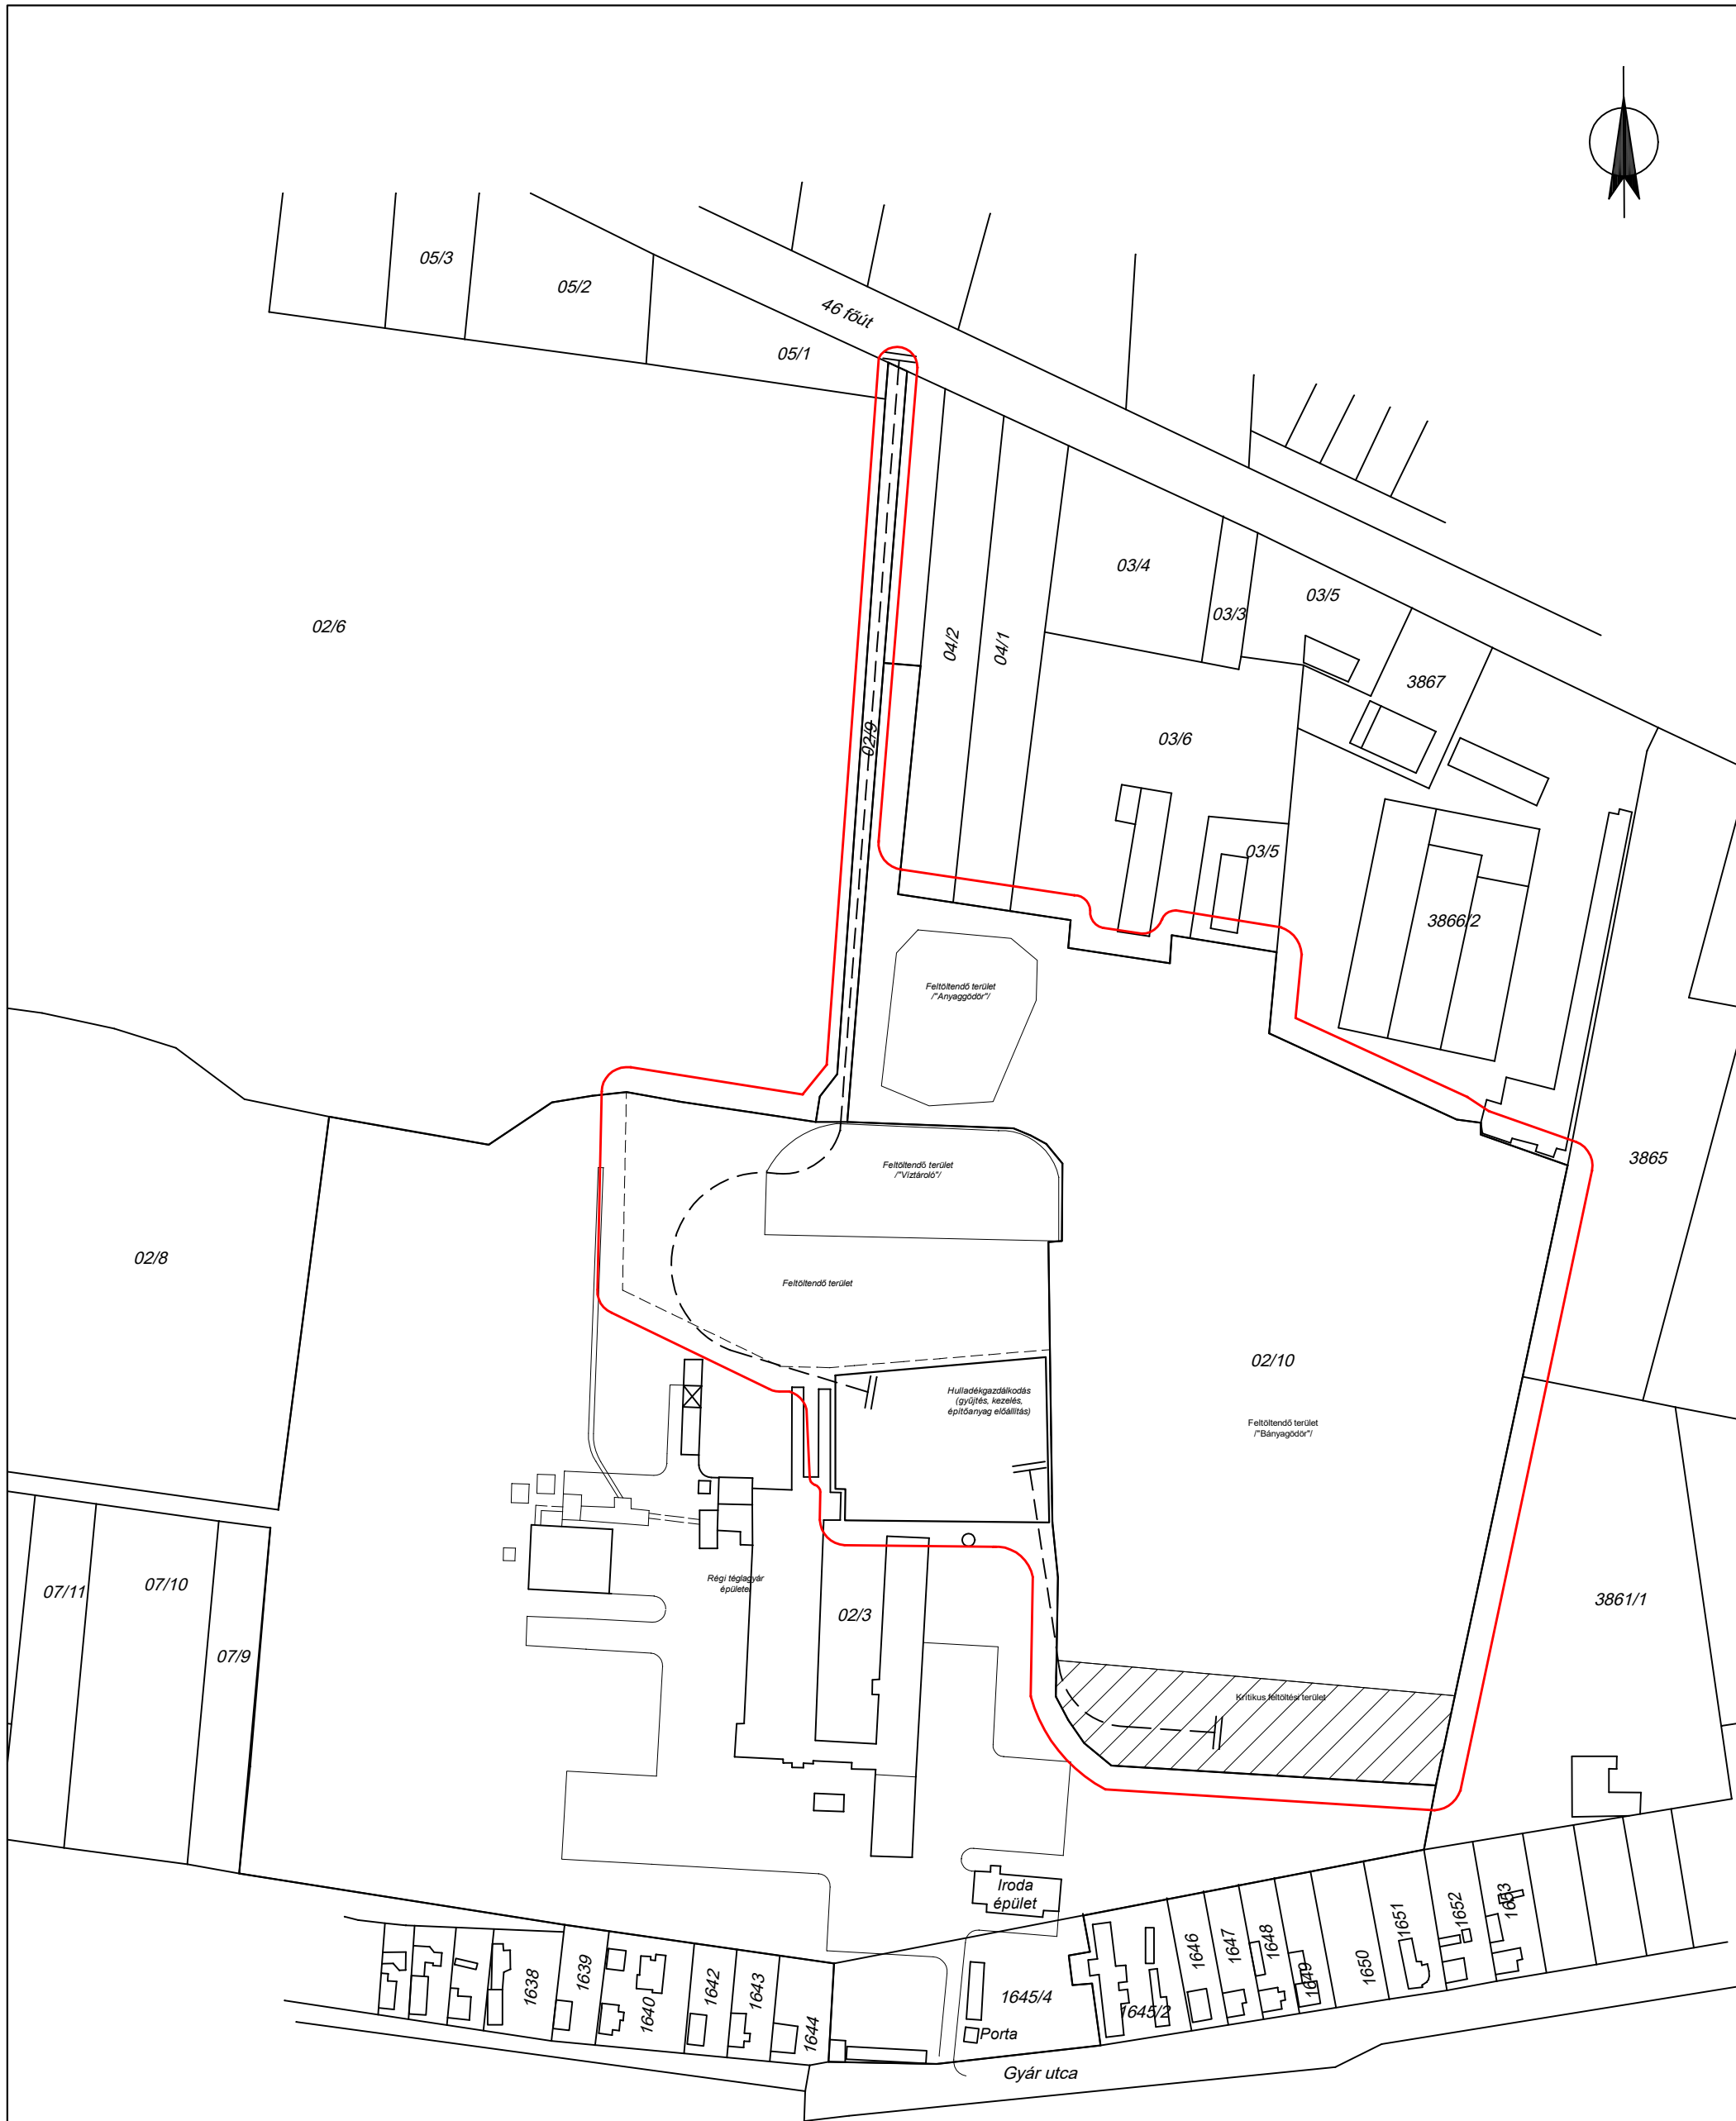 05/3
05/2
46 főút
05/1
03/4
03/5
03/3
02/6
04/2
04/1
3867
02/9
03/6
03/5
3866/2
Feltöltendő terület
/"Anyaggödör"/
3865
Feltöltendő terület
/"Víztároló"/
02/8
Feltöltendő terület
02/10
Hulladékgazdálkodás
(gyűjtés, kezelés,
építőanyag előállítás)
Feltöltendő terület
/"Bányagödör"/
07/11
07/10
Régi téglagyár
épületei
02/3
3861/1
07/9
Kritikus feltöltési terület
Iroda
épület
1638
1639
1640
1642
1643
1644
1645/4
1645/2
1646
1647
1648
1649
1650
1651
1652
1653
Porta
Gyár utca